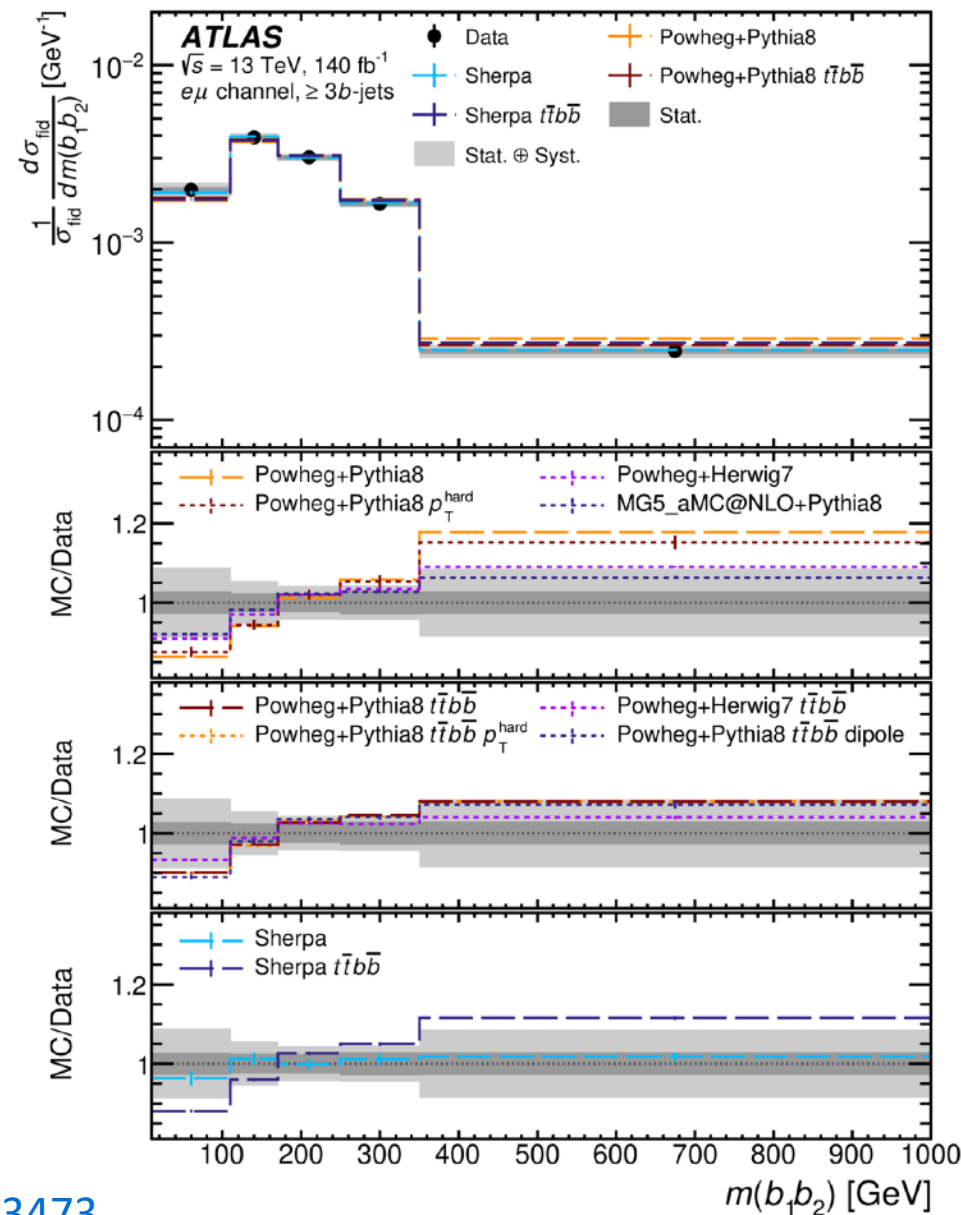 ATLAS
√s = 13 TeV, 140 fb⁻¹
eμ channel, ≥ 3b-jets
Data
Sherpa
Sherpa tt̄bb̄
Stat. ⊕ Syst.
Powheg+Pythia8
Powheg+Pythia8 tt̄bb̄
Stat.
1/σ_fid dσ_fid/dm(b₁b₂) [GeV⁻¹]
10⁻²
10⁻³
10⁻⁴
Powheg+Pythia8
Powheg+Pythia8 p_T^hard
Powheg+Herwig7
MG5_aMC@NLO+Pythia8
MC/Data
1.2
1
Powheg+Pythia8 tt̄bb̄
Powheg+Pythia8 tt̄bb̄ p_T^hard
Powheg+Herwig7 tt̄bb̄
Powheg+Pythia8 tt̄bb̄ dipole
MC/Data
1.2
1
Sherpa
Sherpa tt̄bb̄
MC/Data
1.2
1
100 200 300 400 500 600 700 800 900 1000
m(b₁b₂) [GeV]
3473